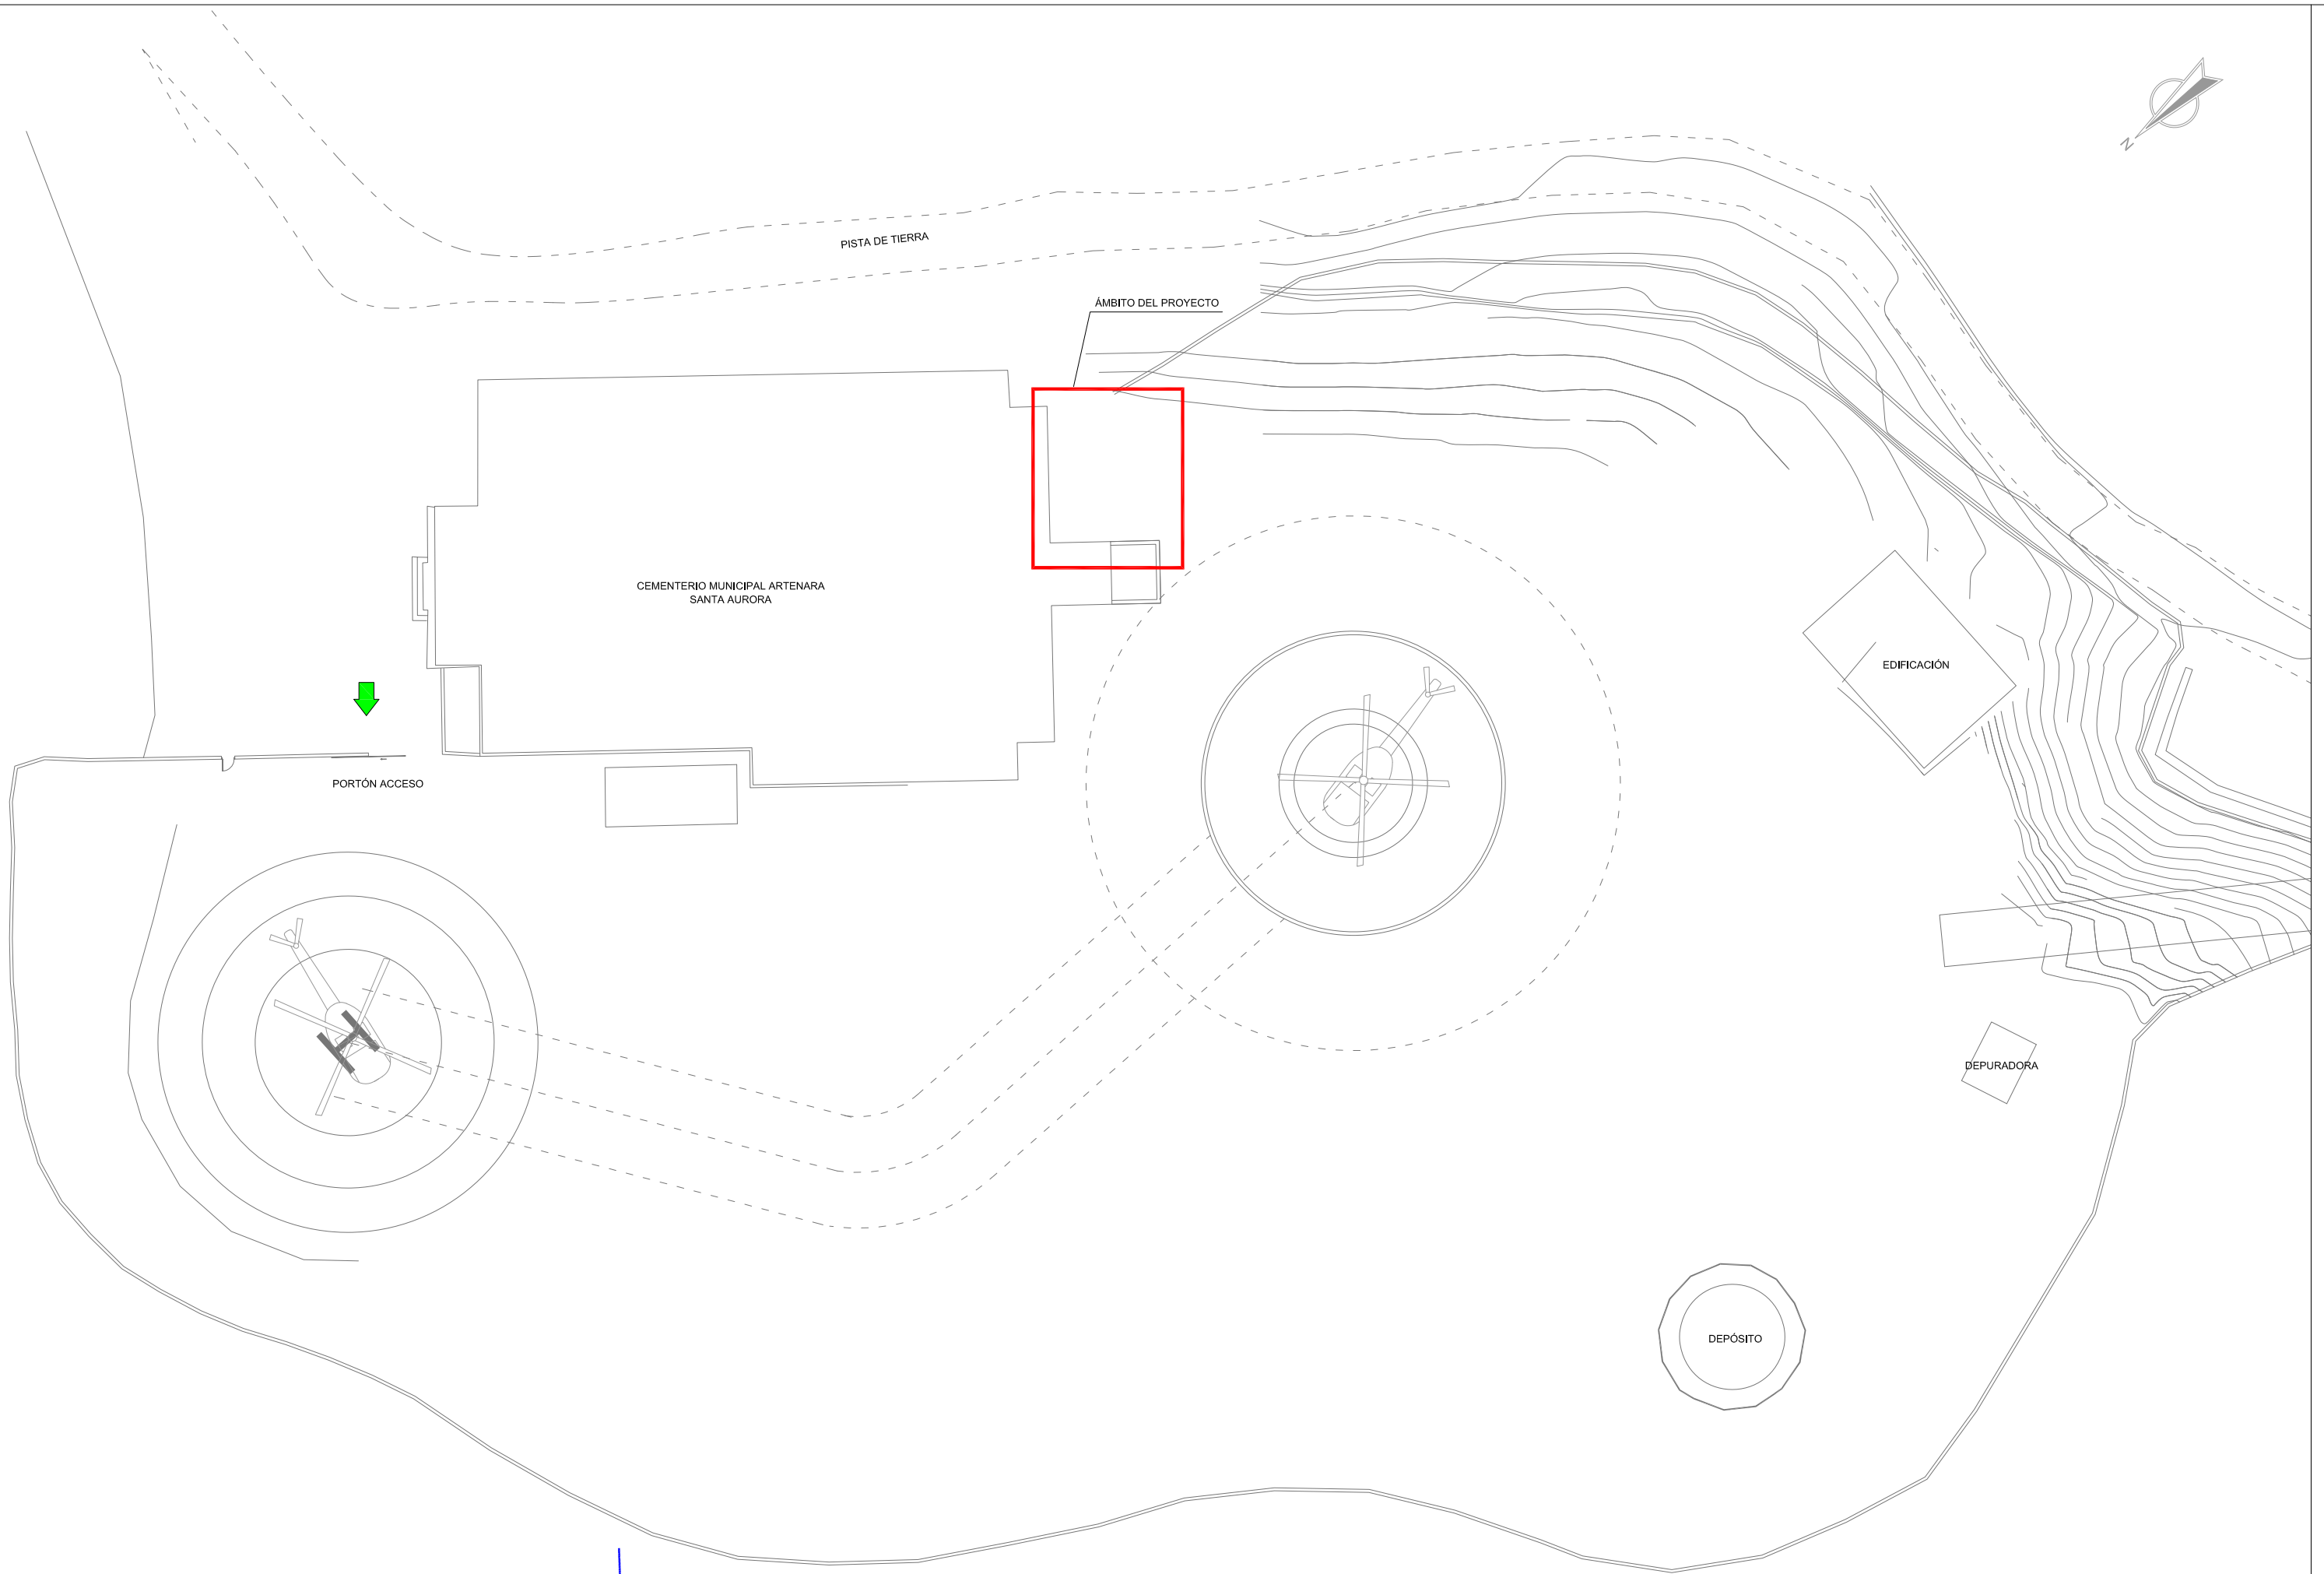 N
PISTA DE TIERRA
ÁMBITO DEL PROYECTO
CEMENTERIO MUNICIPAL ARTENARA
SANTA AURORA
EDIFICACIÓN
PORTÓN ACCESO
H
DEPURADORA
DEPÓSITO